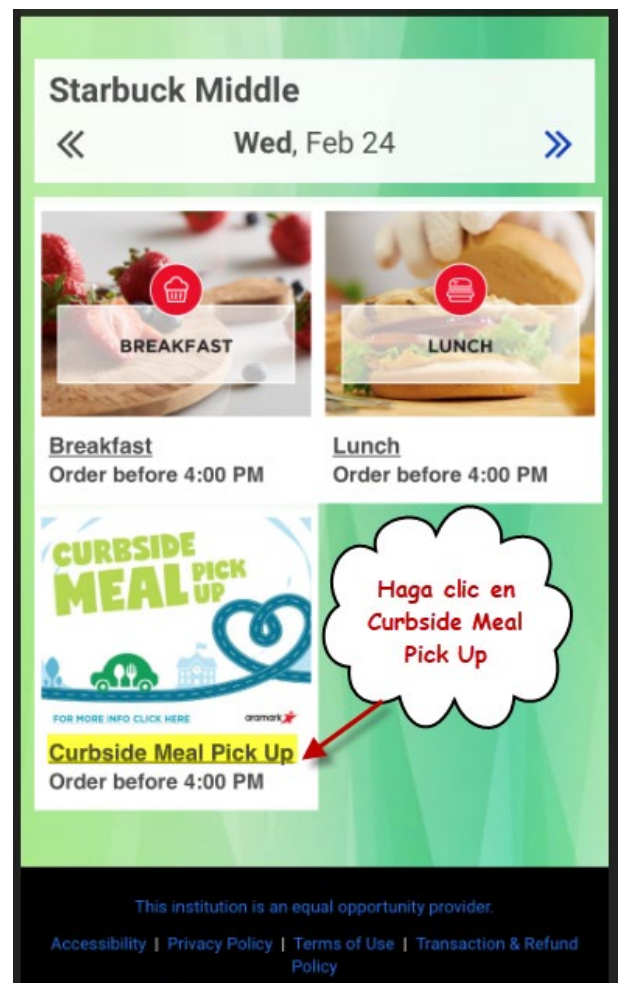 Starbuck Middle
Wed, Feb 24
BREAKFAST
LUNCH
Breakfast
Order before 4:00 PM
Lunch
Order before 4:00 PM
CURBSIDE
MEAL PICK UP
FOR MORE INFO CLICK HERE
aramark
Haga clic en
Curbside Meal
Pick Up
Curbside Meal Pick Up
Order before 4:00 PM
This institution is an equal opportunity provider.
Accessibility | Privacy Policy | Terms of Use | Transaction & Refund
Policy